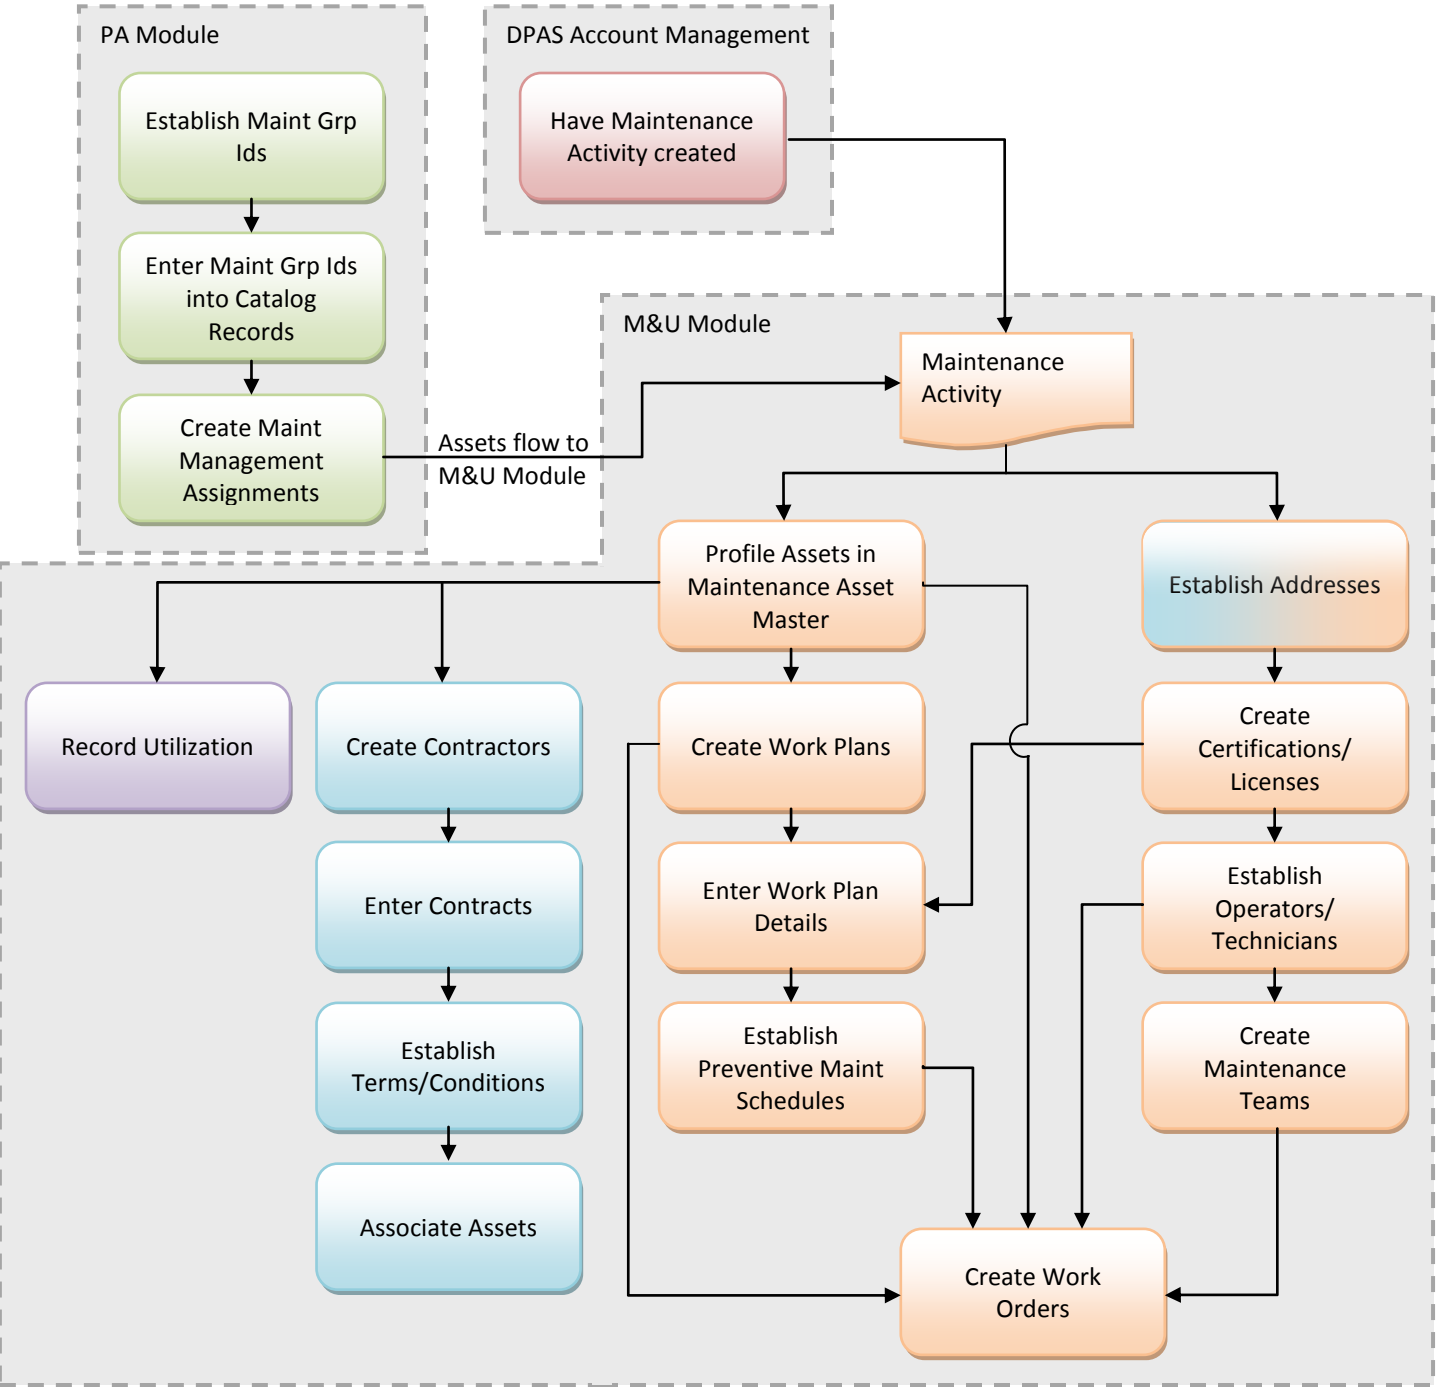 PA Module
Establish Maint Grp
Ids
Enter Maint Grp Ids
into Catalog
Records
Create Maint
Management
Assignments
DPAS Account Management
Have Maintenance
Activity created
Assets flow to
M&U Module
M&U Module
Maintenance
Activity
Profile Assets in
Maintenance Asset
Master
Establish Addresses
Record Utilization
Create Contractors
Create Work Plans
Create
Certifications/
Licenses
Enter Contracts
Enter Work Plan
Details
Establish
Operators/
Technicians
Establish
Terms/Conditions
Establish
Preventive Maint
Schedules
Create
Maintenance
Teams
Associate Assets
Create Work
Orders